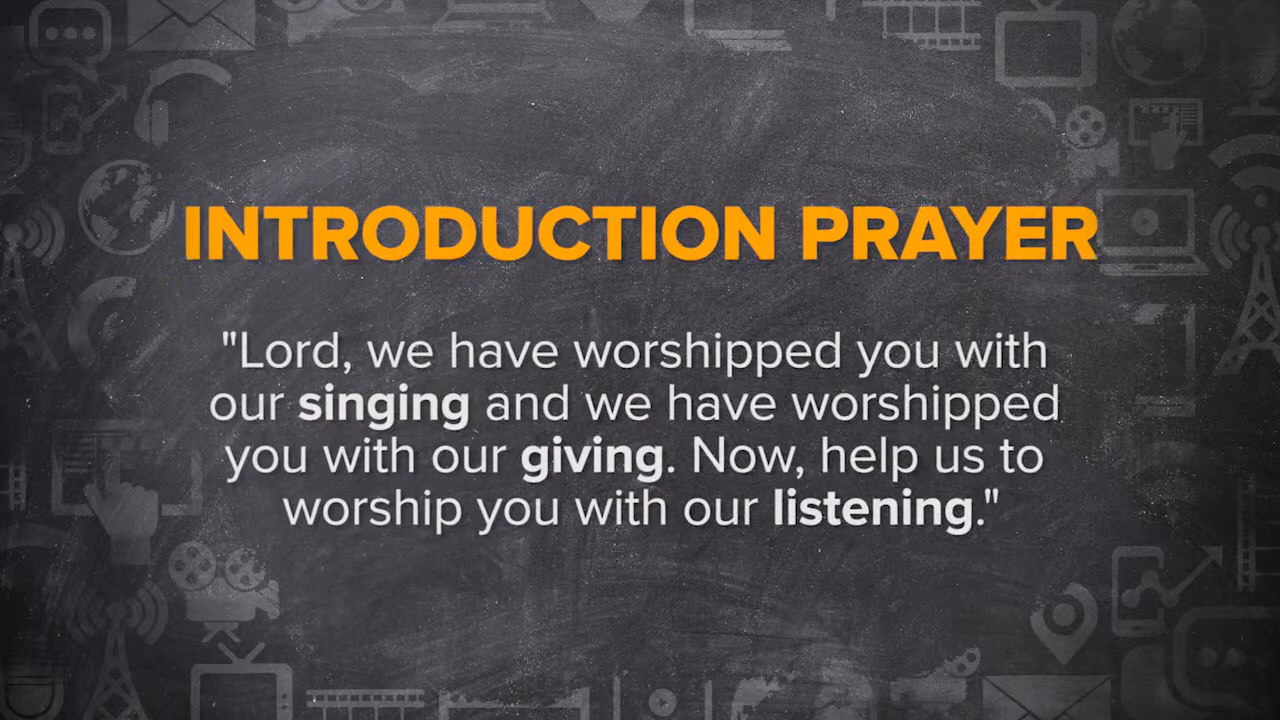 INTRODUCTION PRAYER
"Lord, we have worshipped you with
our singing and we have worshipped
you with our giving. Now, help us to
worship you with our listening."